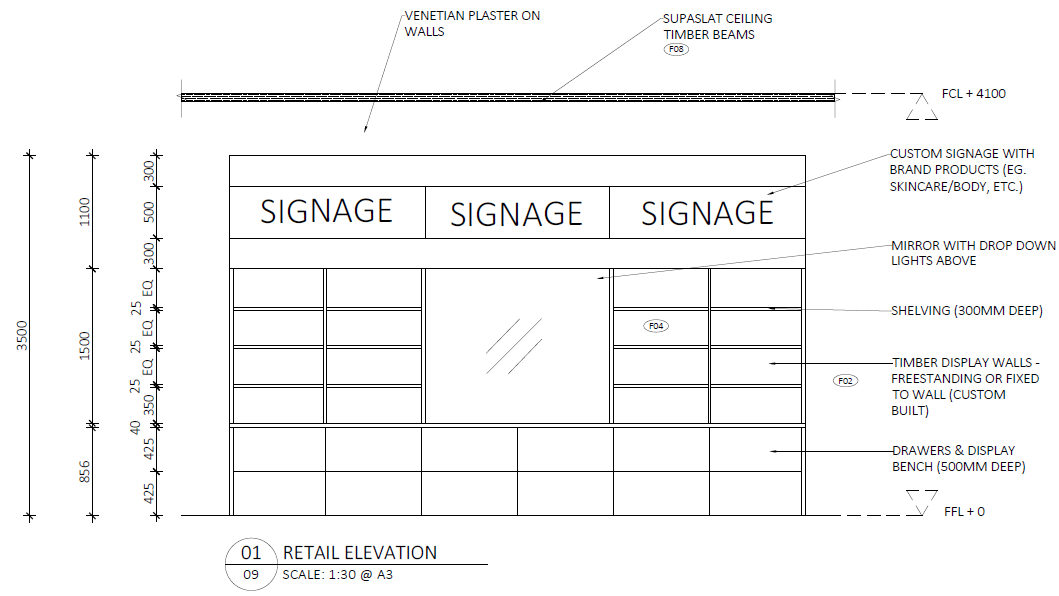 VENETIAN PLASTER ON
WALLS
SUPASLAT CEILING
TIMBER BEAMS
F08
FCL + 4100
CUSTOM SIGNAGE WITH
BRAND PRODUCTS (EG.
SKINCARE/BODY, ETC.)
SIGNAGE
SIGNAGE
SIGNAGE
MIRROR WITH DROP DOWN
LIGHTS ABOVE
SHELVING (300MM DEEP)
F04
TIMBER DISPLAY WALLS -
FREESTANDING OR FIXED
TO WALL (CUSTOM
BUILT)
F02
DRAWERS & DISPLAY
BENCH (500MM DEEP)
FFL + 0
3500
1100
1500
856
300
500
300
EQ
25
EQ
25
EQ
25
350
40
425
425
01
RETAIL ELEVATION
09
SCALE: 1:30 @ A3